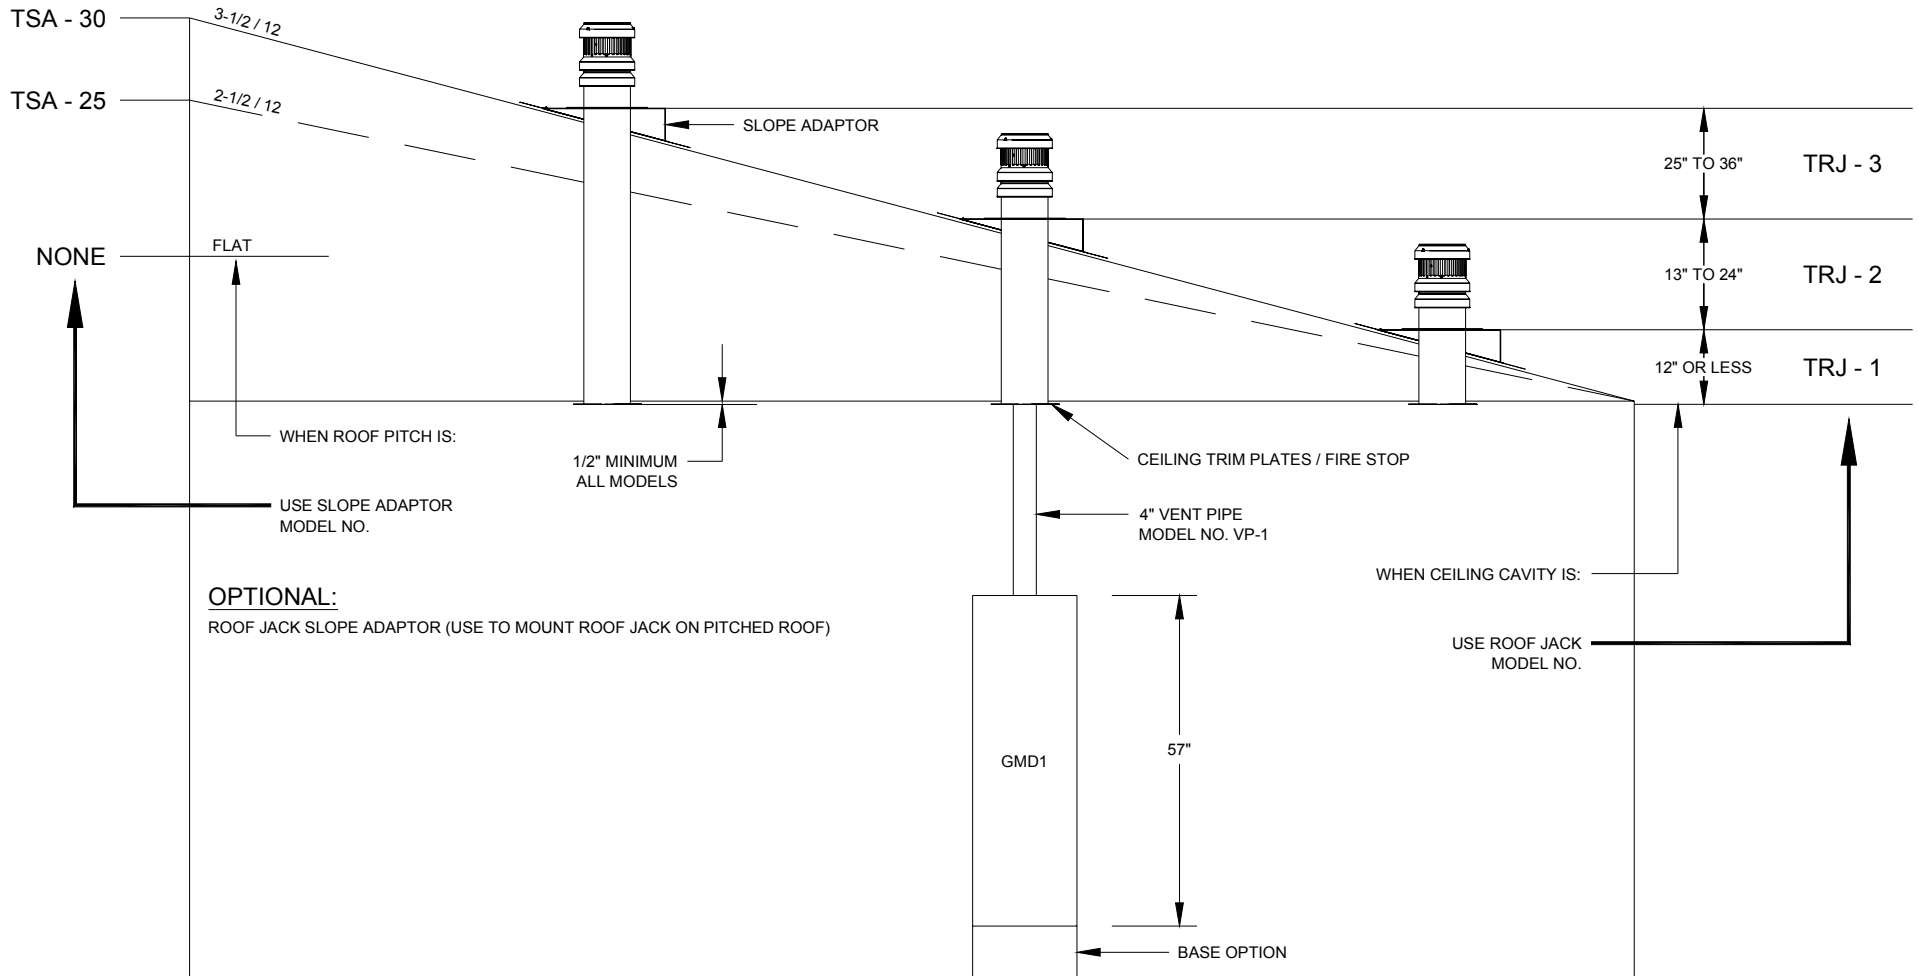 TSA - 30
3-1/2 / 12
TSA - 25
2-1/2 / 12
SLOPE ADAPTOR
25" TO 36"
TRJ - 3
NONE
FLAT
13" TO 24"
TRJ - 2
12" OR LESS
TRJ - 1
WHEN ROOF PITCH IS:
1/2" MINIMUM
ALL MODELS
CEILING TRIM PLATES / FIRE STOP
USE SLOPE ADAPTOR
MODEL NO.
4" VENT PIPE
MODEL NO. VP-1
WHEN CEILING CAVITY IS:
OPTIONAL:
ROOF JACK SLOPE ADAPTOR (USE TO MOUNT ROOF JACK ON PITCHED ROOF)
USE ROOF JACK
MODEL NO.
57"
GMD1
BASE OPTION